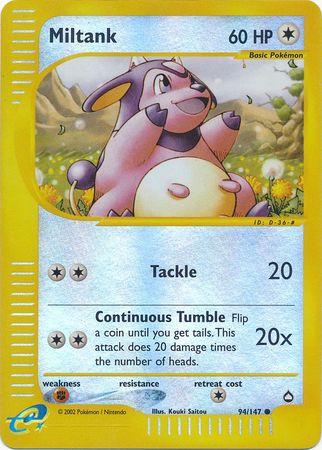 Miltank 60 HP
Basic Pokémon
ID: D-36-#
Tackle 20
Continuous Tumble Flip
a coin until you get tails. This
attack does 20 damage times
the number of heads.
20x
weakness resistance retreat cost
© 2002 Pokémon / Nintendo Illus. Kouki Saitou 94/147
e